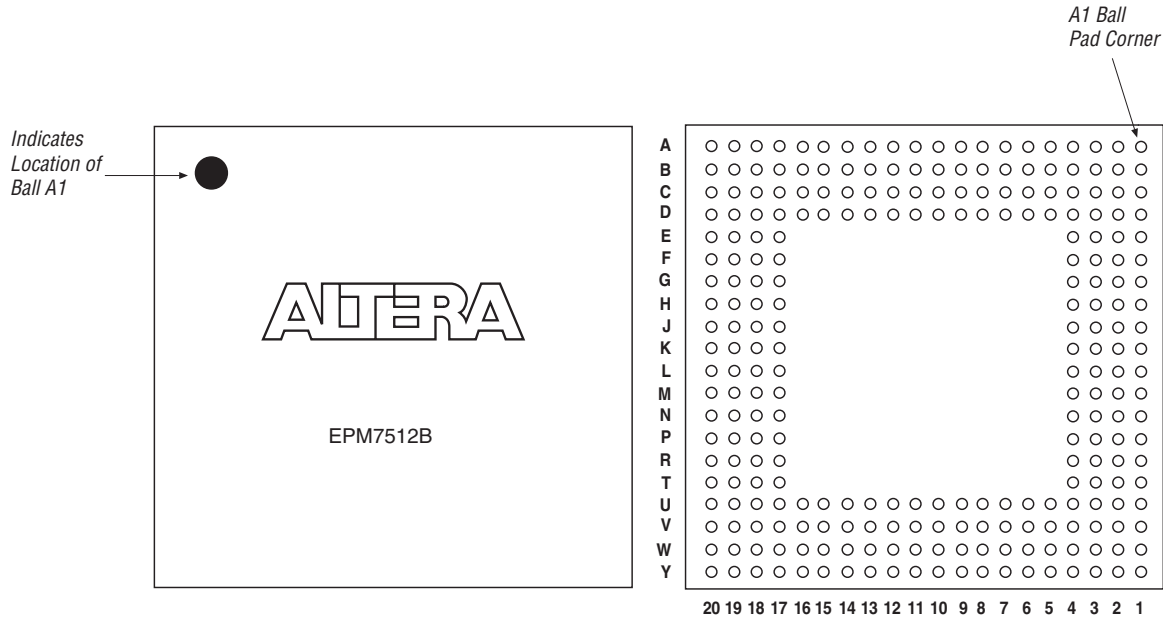 A1 Ball
Pad Corner
Indicates
Location of
Ball A1
ALTERA
EPM7512B
A
B
C
D
E
F
G
H
J
K
L
M
N
P
R
T
U
V
W
Y
20 19 18 17 16 15 14 13 12 11 10 9 8 7 6 5 4 3 2 1